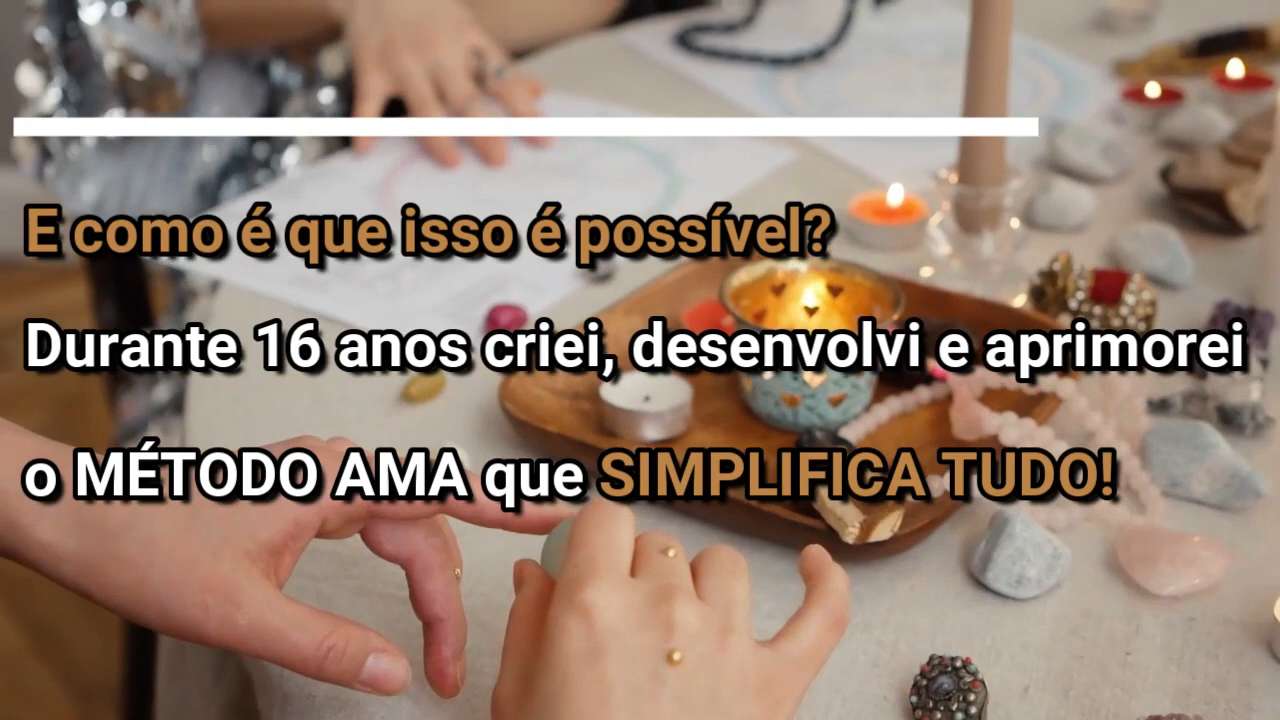 E como é que isso é possível?
Durante 16 anos criei, desenvolvi e aprimorei
o MÉTODO AMA que SIMPLIFICA TUDO!